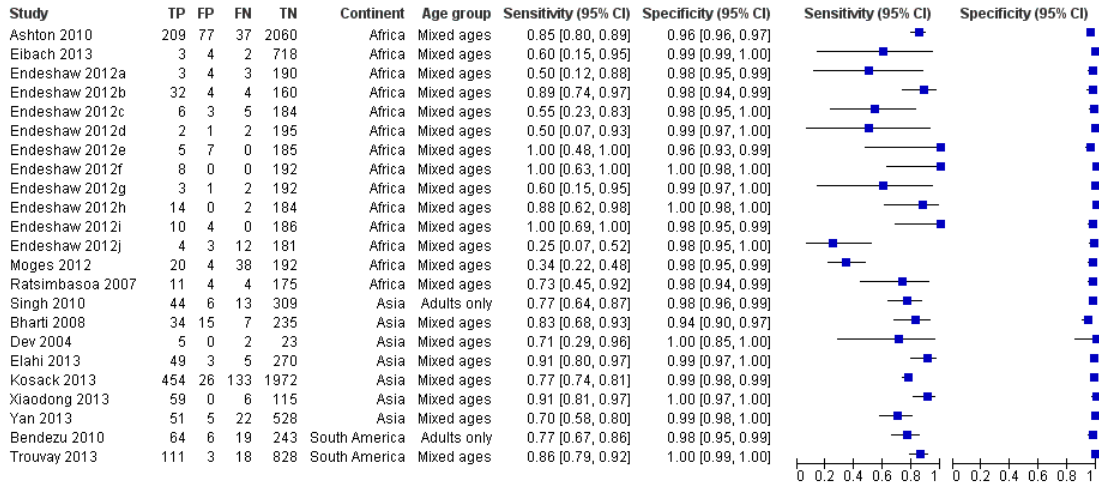 Study TP FP FN TN Continent Age group Sensitivity (95% CI) Specificity (95% CI) Sensitivity (95% CI) Specificity (95% CI)
Ashton 2010 209 77 37 2060 Africa Mixed ages 0.85 [0.80, 0.89] 0.96 [0.96, 0.97]
Eibach 2013 3 4 2 718 Africa Mixed ages 0.60 [0.15, 0.95] 0.99 [0.99, 1.00]
Endeshaw 2012a 3 4 3 190 Africa Mixed ages 0.50 [0.12, 0.88] 0.98 [0.95, 0.99]
Endeshaw 2012b 32 4 4 160 Africa Mixed ages 0.89 [0.74, 0.97] 0.98 [0.94, 0.99]
Endeshaw 2012c 6 3 5 184 Africa Mixed ages 0.55 [0.23, 0.83] 0.98 [0.95, 1.00]
Endeshaw 2012d 2 1 2 195 Africa Mixed ages 0.50 [0.07, 0.93] 0.99 [0.97, 1.00]
Endeshaw 2012e 5 7 0 185 Africa Mixed ages 1.00 [0.48, 1.00] 0.96 [0.93, 0.99]
Endeshaw 2012f 8 0 0 192 Africa Mixed ages 1.00 [0.63, 1.00] 1.00 [0.98, 1.00]
Endeshaw 2012g 3 1 2 192 Africa Mixed ages 0.60 [0.15, 0.95] 0.99 [0.97, 1.00]
Endeshaw 2012h 14 0 2 184 Africa Mixed ages 0.88 [0.62, 0.98] 1.00 [0.98, 1.00]
Endeshaw 2012i 10 4 0 186 Africa Mixed ages 1.00 [0.69, 1.00] 0.98 [0.95, 0.99]
Endeshaw 2012j 4 3 12 181 Africa Mixed ages 0.25 [0.07, 0.52] 0.98 [0.95, 1.00]
Moges 2012 20 4 38 192 Africa Mixed ages 0.34 [0.22, 0.48] 0.98 [0.95, 0.99]
Ratsimbasoa 2007 11 4 4 175 Africa Mixed ages 0.73 [0.45, 0.92] 0.98 [0.94, 0.99]
Singh 2010 44 6 13 309 Asia Adults only 0.77 [0.64, 0.87] 0.98 [0.96, 0.99]
Bharti 2008 34 15 7 235 Asia Mixed ages 0.83 [0.68, 0.93] 0.94 [0.90, 0.97]
Dev 2004 5 0 2 23 Asia Mixed ages 0.71 [0.29, 0.96] 1.00 [0.85, 1.00]
Elahi 2013 49 3 5 270 Asia Mixed ages 0.91 [0.80, 0.97] 0.99 [0.97, 1.00]
Kosack 2013 454 26 133 1972 Asia Mixed ages 0.77 [0.74, 0.81] 0.99 [0.98, 0.99]
Xiaodong 2013 59 0 6 115 Asia Mixed ages 0.91 [0.81, 0.97] 1.00 [0.97, 1.00]
Yan 2013 51 5 22 528 Asia Mixed ages 0.70 [0.58, 0.80] 0.99 [0.98, 1.00]
Bendezu 2010 64 6 19 243 South America Adults only 0.77 [0.67, 0.86] 0.98 [0.95, 0.99]
Trouvay 2013 111 3 18 828 South America Mixed ages 0.86 [0.79, 0.92] 1.00 [0.99, 1.00]
0 0.2 0.4 0.6 0.8 1 0 0.2 0.4 0.6 0.8 1